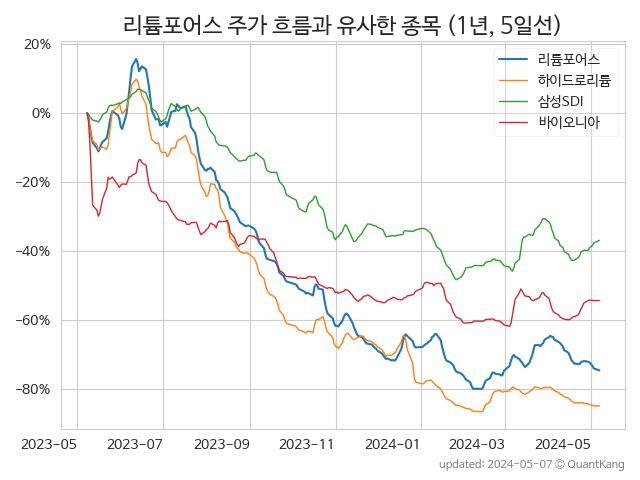 리튬포어스 주가 흐름과 유사한 종목 (1년, 5일선)
20%
0%
−20%
−40%
−60%
−80%
리튬포어스
하이드로리튬
삼성SDI
바이오니아
2023−05
2023−07
2023−09
2023−11
2024−01
2024−03
2024−05
updated: 2024−05−07 © QuantKang